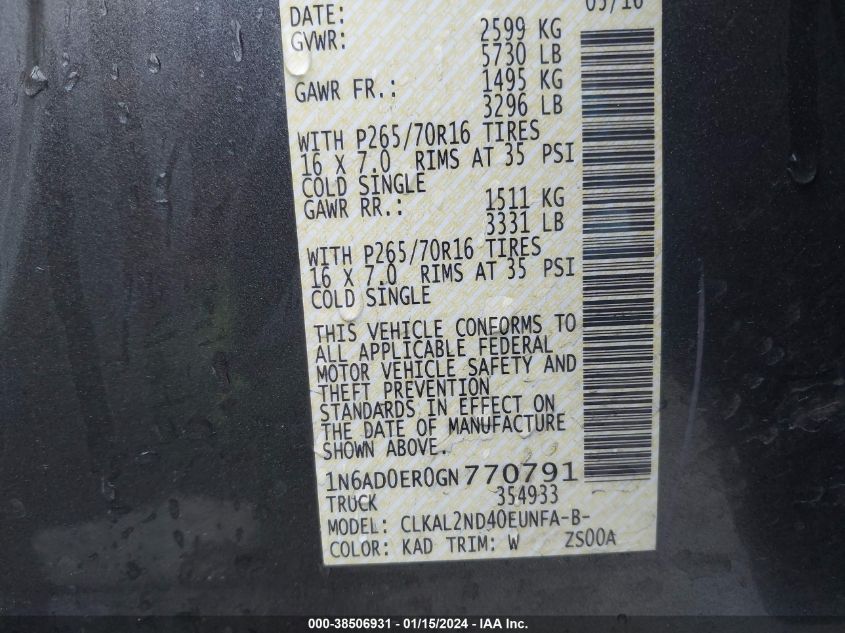 DATE: 05/16
GVWR: 2599 KG
5730 LB
GAWR FR.: 1495 KG
3296 LB
WITH P265/70R16 TIRES
16 X 7.0 RIMS AT 35 PSI
COLD SINGLE
GAWR RR.: 1511 KG
3331 LB
WITH P265/70R16 TIRES
16 X 7.0 RIMS AT 35 PSI
COLD SINGLE
THIS VEHICLE CONFORMS TO
ALL APPLICABLE FEDERAL
MOTOR VEHICLE SAFETY AND
THEFT PREVENTION
STANDARDS IN EFFECT ON
THE DATE OF MANUFACTURE
SHOWN ABOVE.
1N6AD0ER0GN770791
TRUCK 354933
MODEL: CLKAL2ND40EUNFA-B-
COLOR: KAD TRIM: W ZS00A
000-38506931 - 01/15/2024 - IAA Inc.